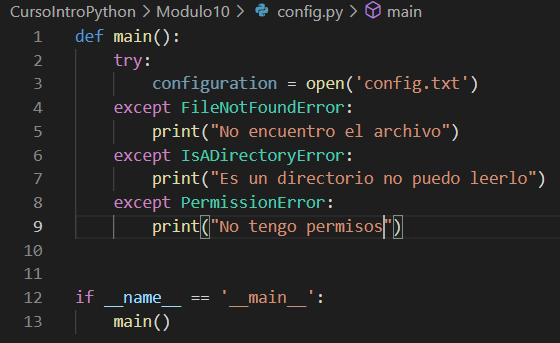 CursoIntroPython > Modulo10 > config.py > main
1 def main():
2     try:
3         configuration = open('config.txt')
4     except FileNotFoundError:
5         print("No encuentro el archivo")
6     except IsADirectoryError:
7         print("Es un directorio no puedo leerlo")
8     except PermissionError:
9         print("No tengo permisos")
10
11
12 if __name__ == '__main__':
13     main()